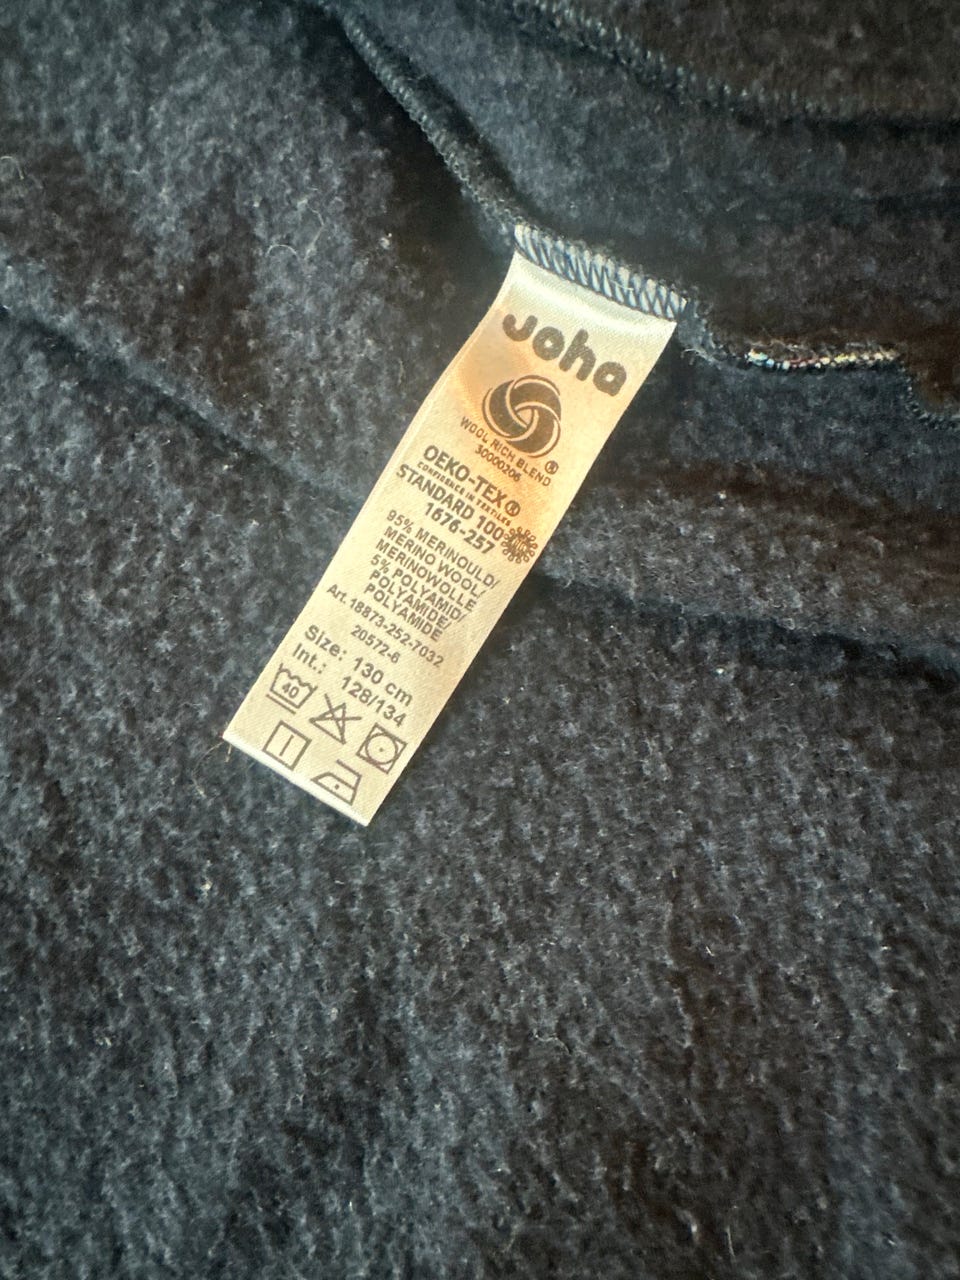 Joha
WOOL RICH BLEND ®
30000206
OEKO-TEX®
CONFIDENCE IN TEXTILES
STANDARD 100
1676-257
95% MERINOULD/
MERINO WOOL/
MERINOWOLLE
5% POLYAMID/
POLYAMIDE/
POLYAMIDE
Art. 18873-252-7032
20572-6
Size: 130 cm
Int.: 128/134
40